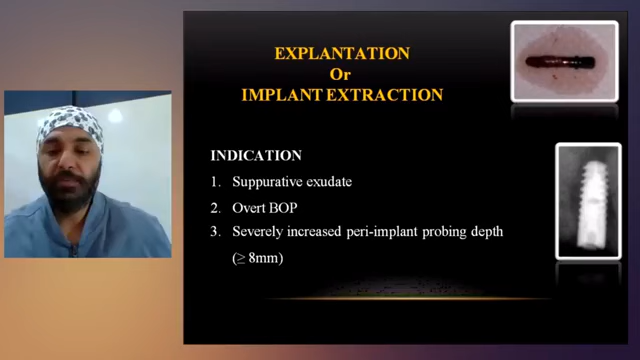 EXPLANTATION
Or
IMPLANT EXTRACTION
INDICATION
1. Suppurative exudate
2. Overt BOP
3. Severely increased peri-implant probing depth
(≥ 8mm)